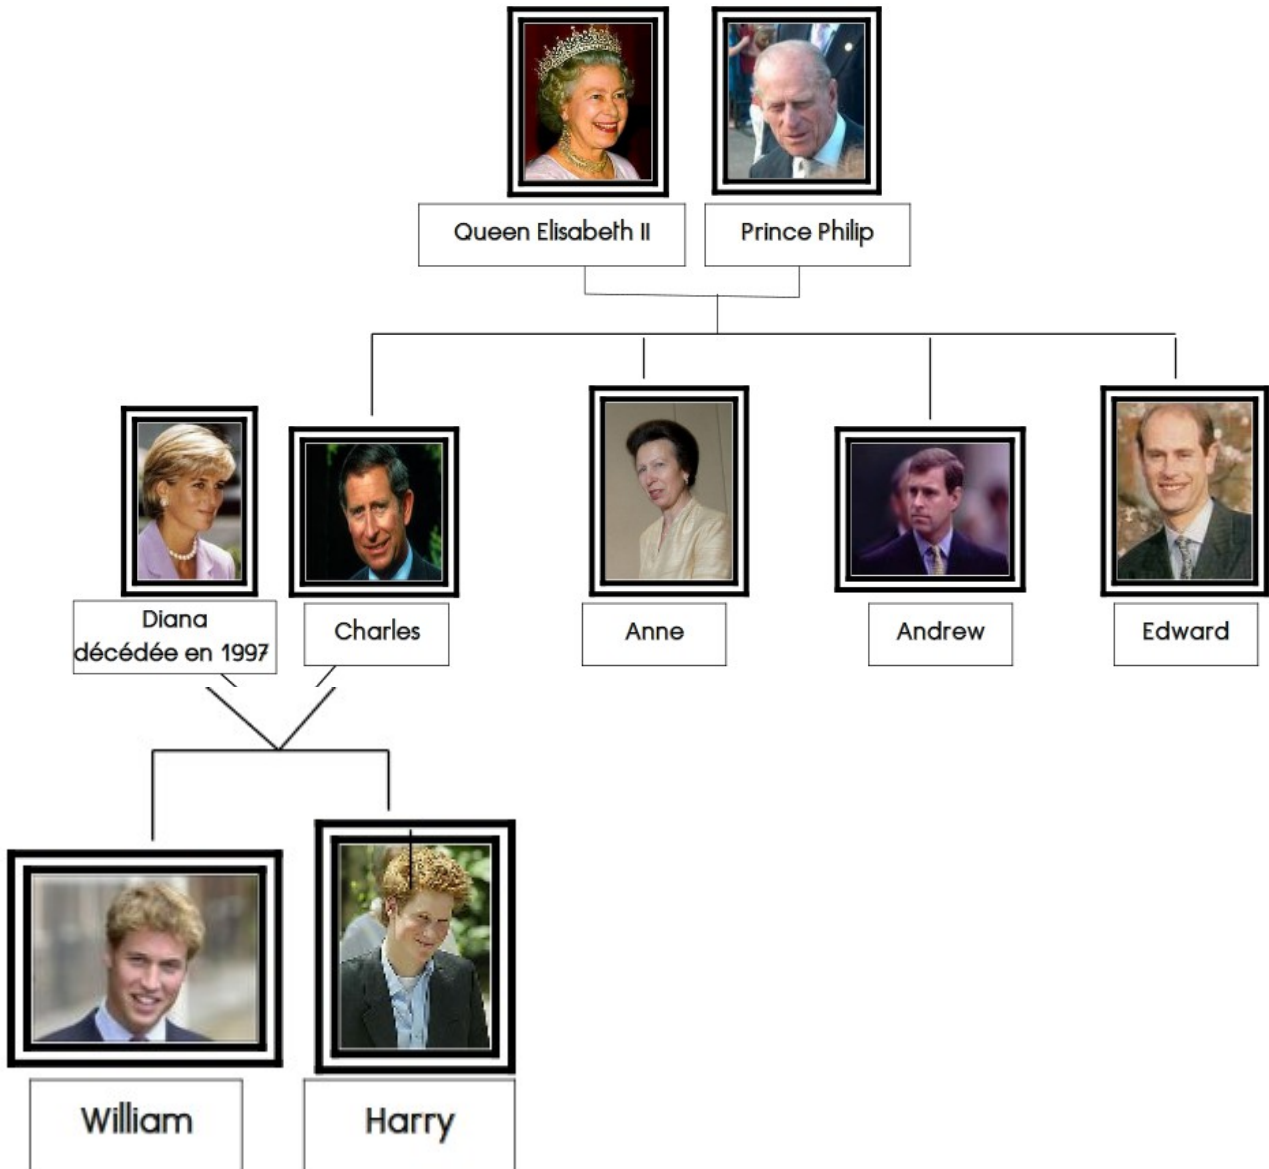 Queen Elisabeth II
Prince Philip
Diana
décédée en 1997
Charles
Anne
Andrew
Edward
William
Harry